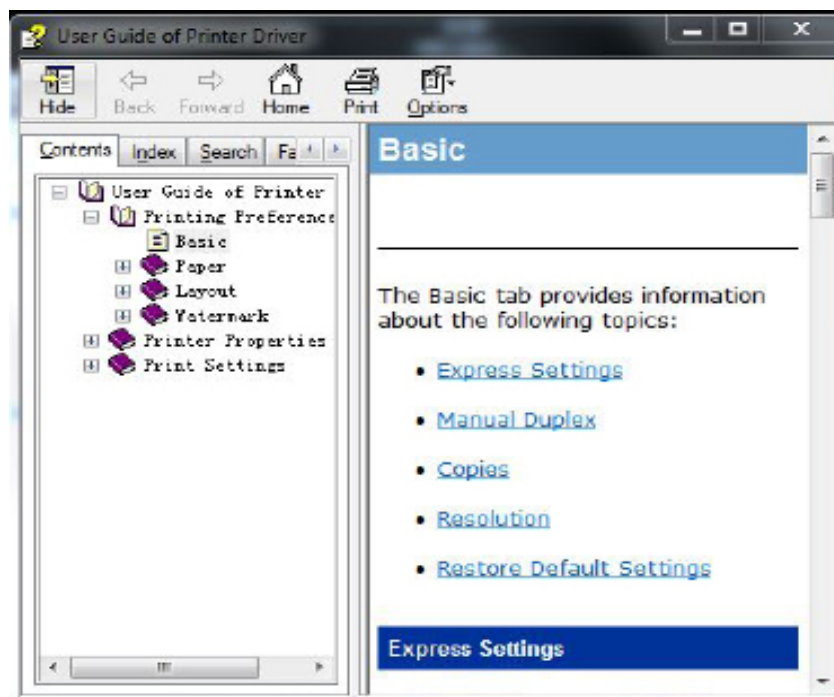 User Guide of Printer Driver
Hide Back Forward Home Print Options
Contents Index Search Fa
User Guide of Printer
Printing Preference
Basic
Paper
Layout
Watermark
Printer Properties
Print Settings
Basic
The Basic tab provides information
about the following topics:
• Express Settings
• Manual Duplex
• Copies
• Resolution
• Restore Default Settings
Express Settings